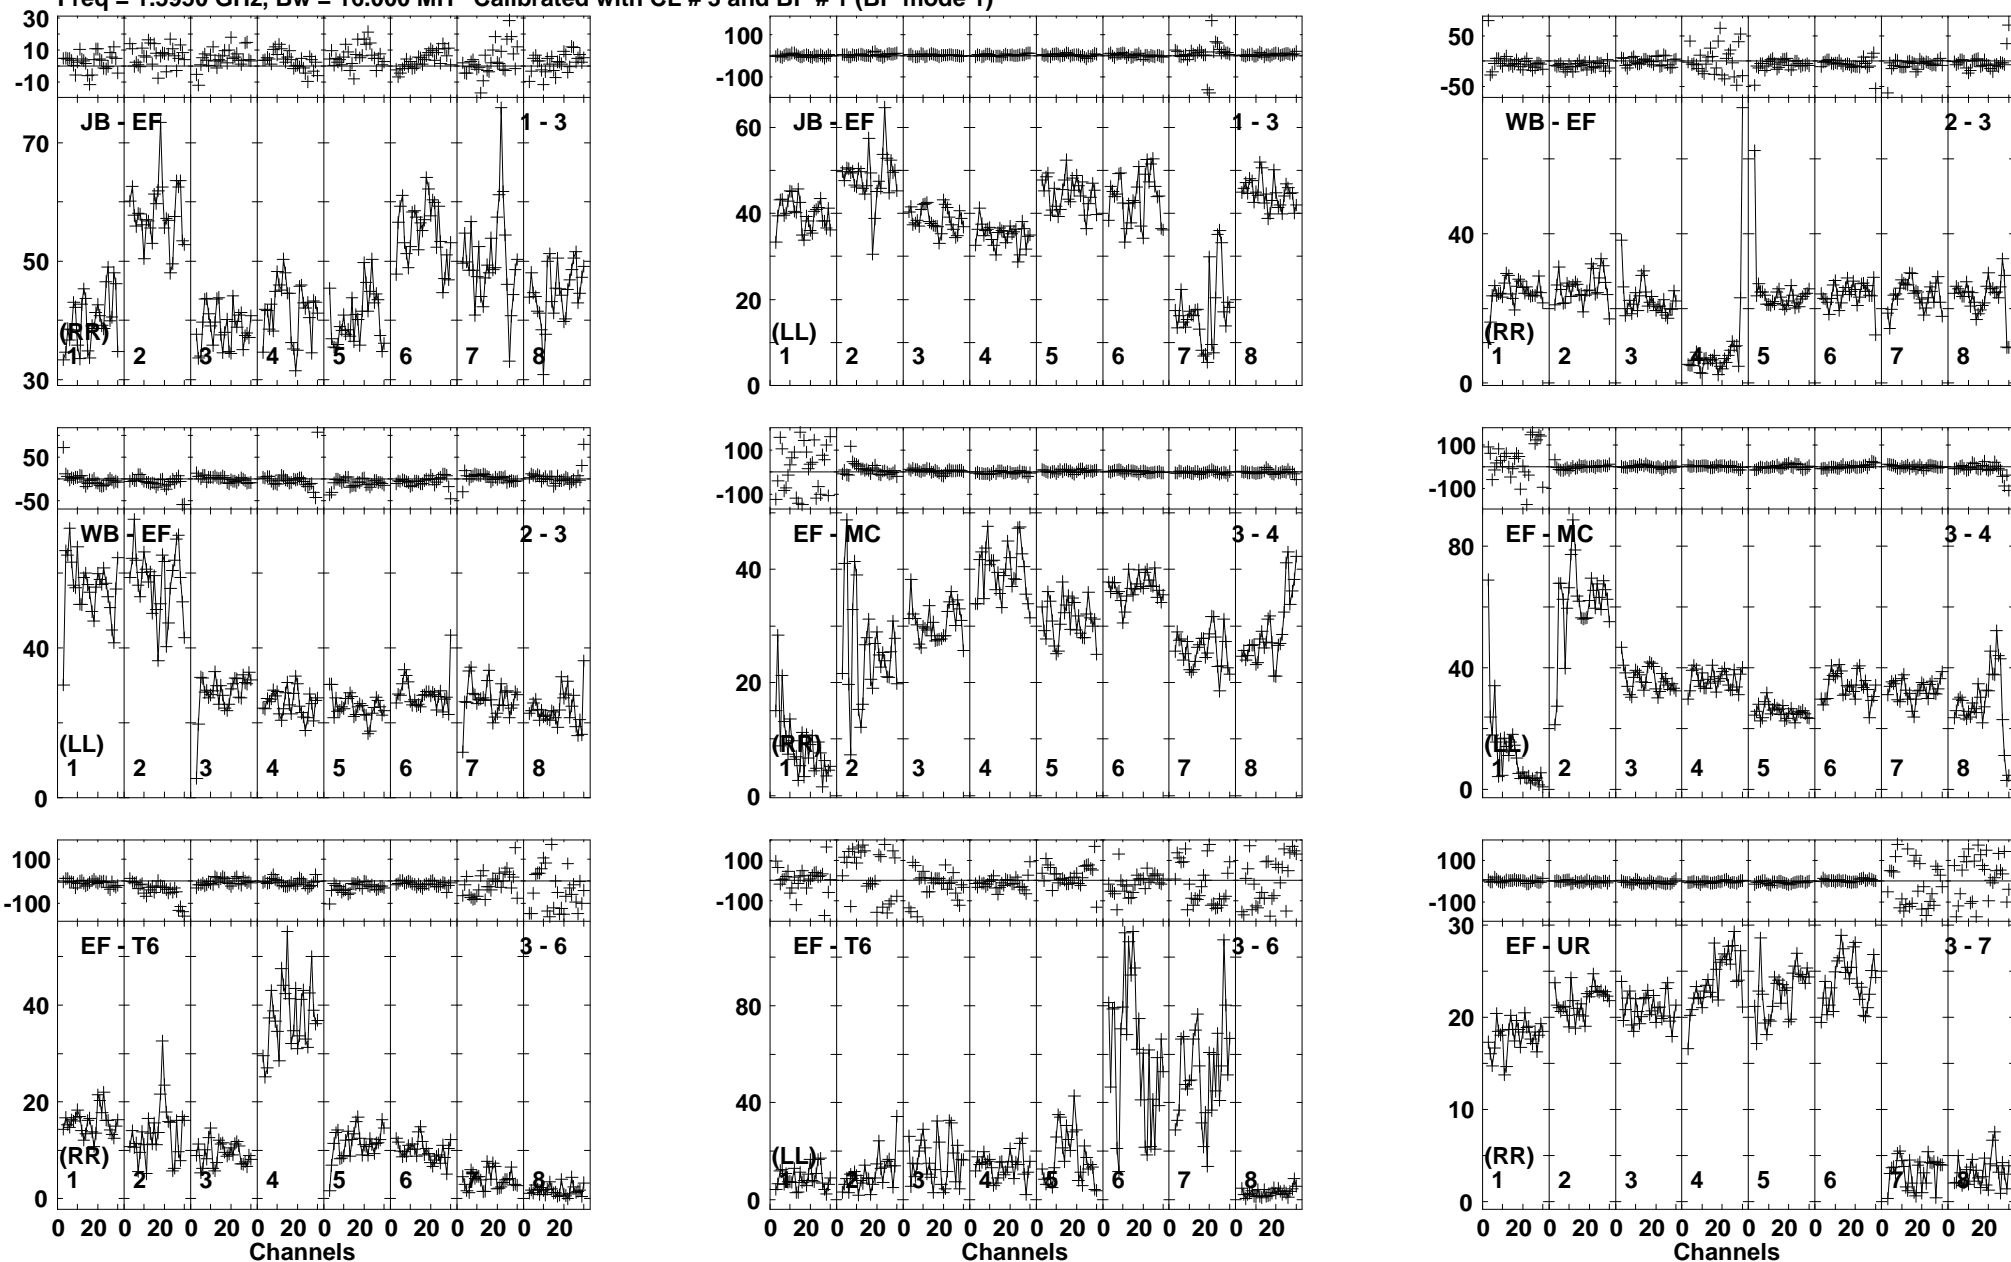 Freq = 1.5950 GHz, Bw = 16.000 MH Calibrated with CL # 3 and BP # 1 (BP mode 1)
30 10 -10
100 -100
50 -50
JB - EF 1 - 3
70 50 30
(RR)
1 2 3 4 5 6 7 8
JB - EF 1 - 3
60 40 20 0
(LL)
1 2 3 4 5 6 7 8
WB - EF 2 - 3
40 0
(RR)
1 2 3 4 5 6 7 8
50 -50
100 -100
100 -100
WB - EF 2 - 3
40 0
(LL)
1 2 3 4 5 6 7 8
EF - MC 3 - 4
40 20 0
(RR)
1 2 3 4 5 6 7 8
EF - MC 3 - 4
80 40 0
(LL)
1 2 3 4 5 6 7 8
100 -100
100 -100
100 -100
EF - T6 3 - 6
40 20 0
(RR)
1 2 3 4 5 6 7 8
0 20 0 20 0 20 0 20 0 20 0 20 0 20 0 20
Channels
EF - T6 3 - 6
80 40 0
(LL)
1 2 3 4 5 6 7 8
0 20 0 20 0 20 0 20 0 20 0 20 0 20 0 20
Channels
EF - UR 3 - 7
30 20 10 0
(RR)
1 2 3 4 5 6 7 8
0 20 0 20 0 20 0 20 0 20 0 20 0 20 0 20
Channels